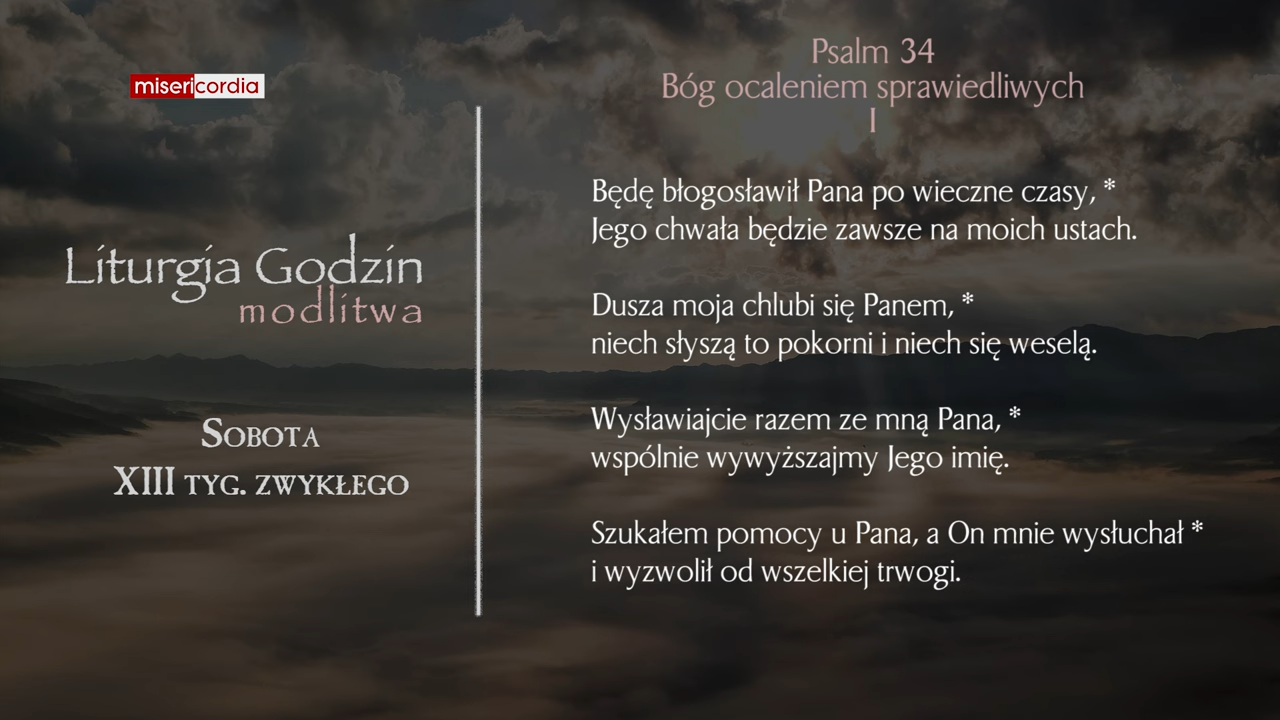 misericordia
Liturgia Godzin
modlitwa
Sobota
XIII tyg. zwykłego
Psalm 34
Bóg ocaleniem sprawiedliwych
I
Będę błogosławił Pana po wieczne czasy, *
Jego chwała będzie zawsze na moich ustach.
Dusza moja chlubi się Panem, *
niech słyszą to pokorni i niech się weselą.
Wysławiajcie razem ze mną Pana, *
wspólnie wywyższajmy Jego imię.
Szukałem pomocy u Pana, a On mnie wysłuchał *
i wyzwolił od wszelkiej trwogi.